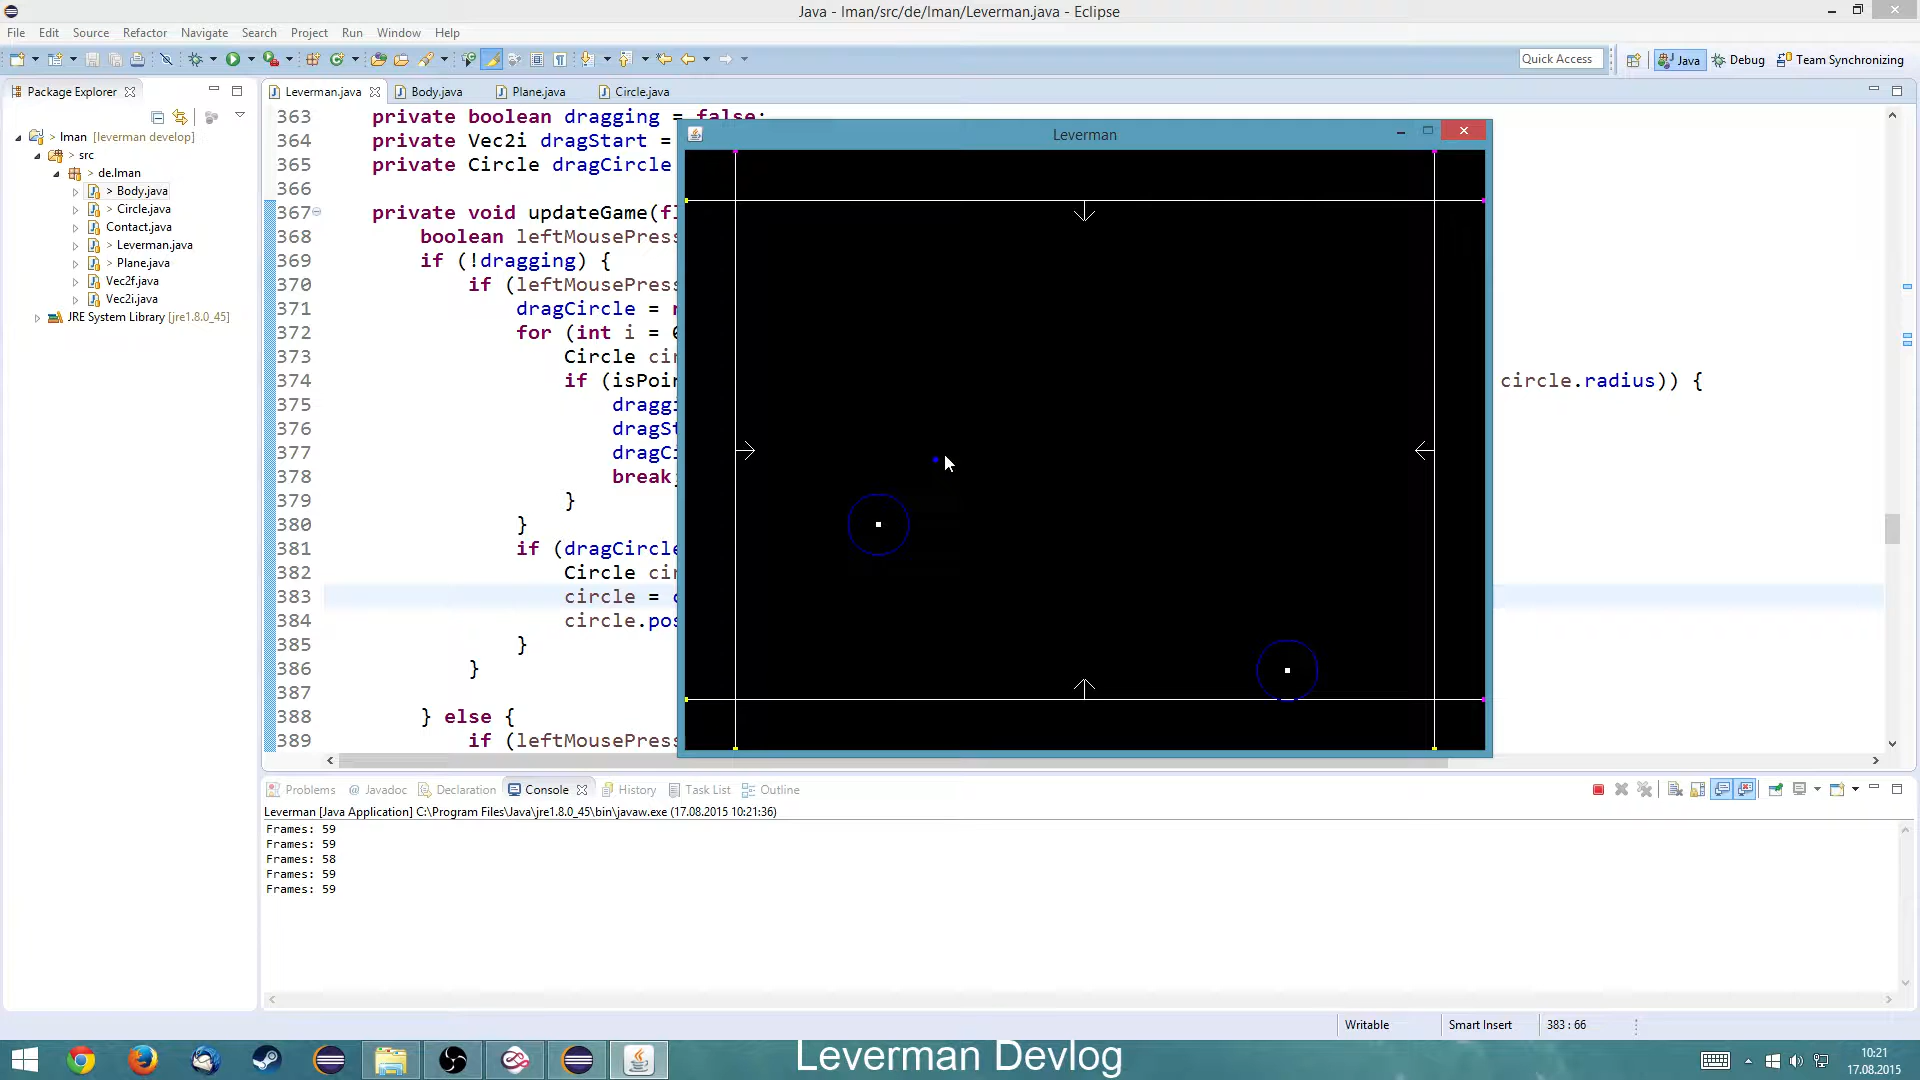 Java - lman/src/de/lman/Leverman.java - Eclipse
File Edit Source Refactor Navigate Search Project Run Window Help
Quick Access Java Debug Team Synchronizing
Package Explorer Leverman.java Body.java Plane.java Circle.java
> lman [leverman develop]
> src
> de.lman
> Body.java
> Circle.java
Contact.java
> Leverman.java
> Plane.java
Vec2f.java
Vec2i.java
JRE System Library [jre1.8.0_45]
Leverman
363 private boolean dragging = false;
364 private Vec2i dragStart =
365 private Circle dragCircle
366
367 private void updateGame(fl
368 boolean leftMousePress
369 if (!dragging) {
370 if (leftMousePress
371 dragCircle = n
372 for (int i = 0
373 Circle cir
374 if (isPoin circle.radius)) {
375 draggi
376 dragSt
377 dragCi
378 break;
379 }
380 }
381 if (dragCircle
382 Circle cir
383 circle = c
384 circle.pos
385 }
386 }
387
388 } else {
389 if (leftMousePress
Problems @ Javadoc Declaration Console History Task List Outline
Leverman [Java Application] C:\Program Files\Java\jre1.8.0_45\bin\javaw.exe (17.08.2015 10:21:36)
Frames: 59
Frames: 59
Frames: 58
Frames: 59
Frames: 59
Writable Smart Insert 383 : 66
Leverman Devlog
10:21
17.08.2015